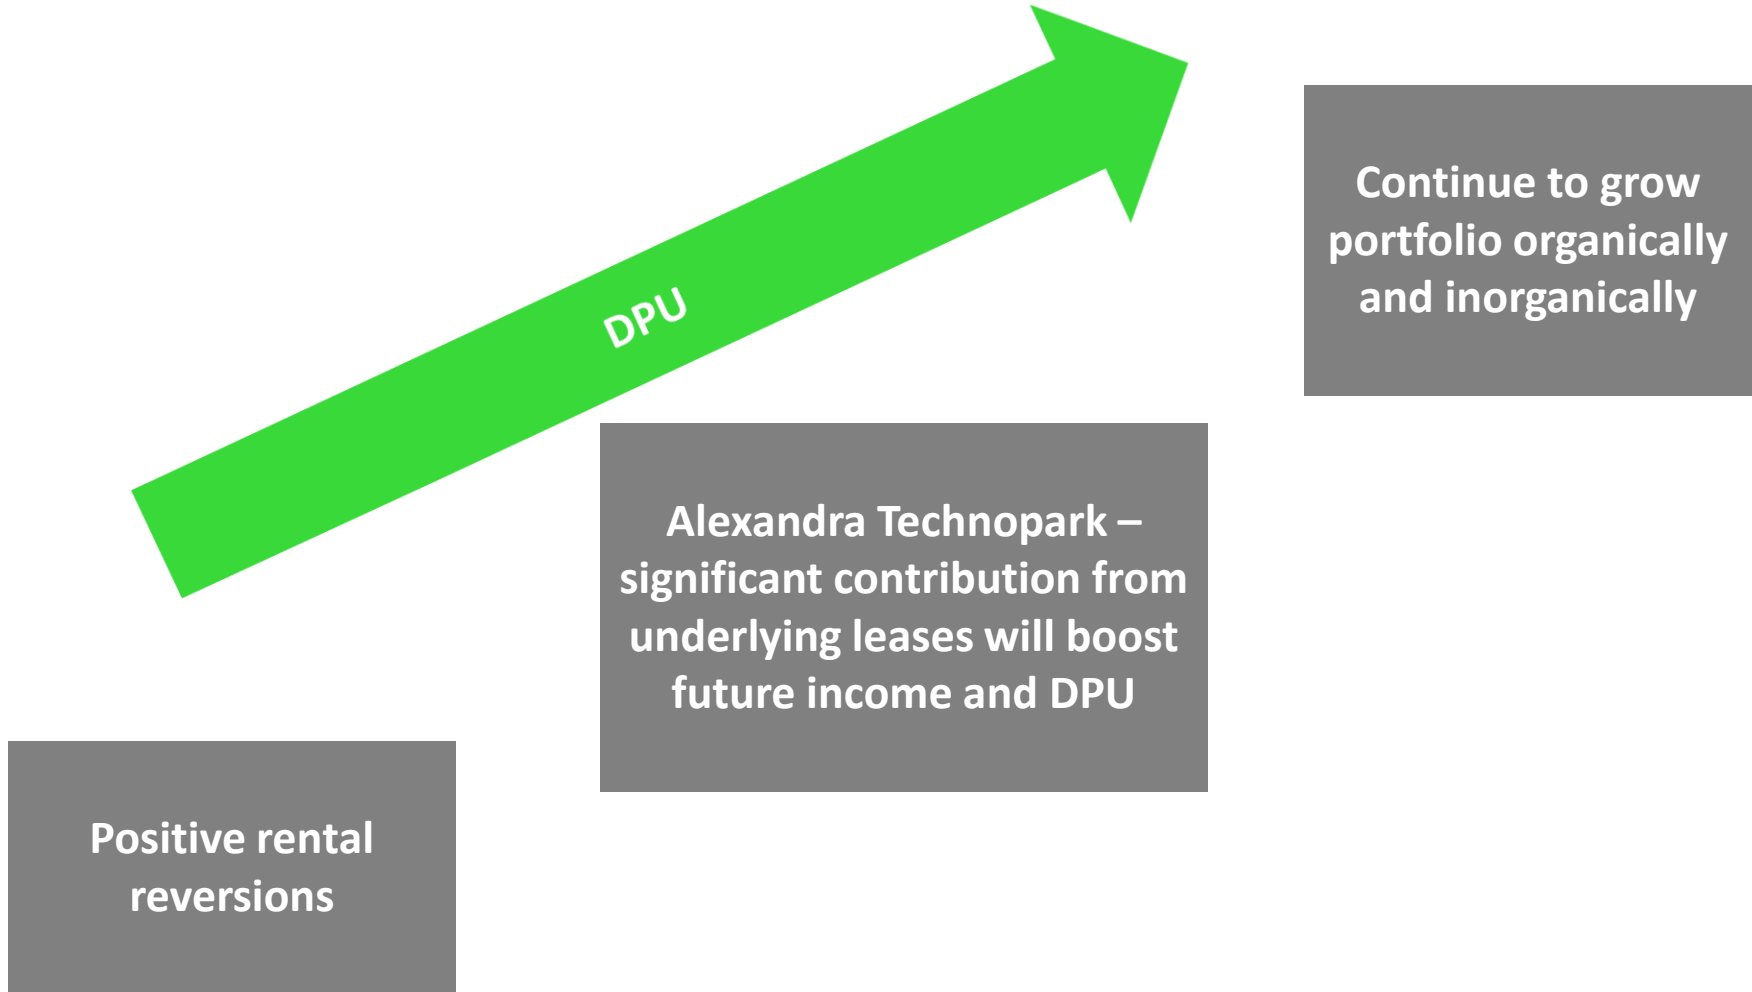 DPU
Continue to grow
portfolio organically
and inorganically
Alexandra Technopark –
significant contribution from
underlying leases will boost
future income and DPU
Positive rental
reversions